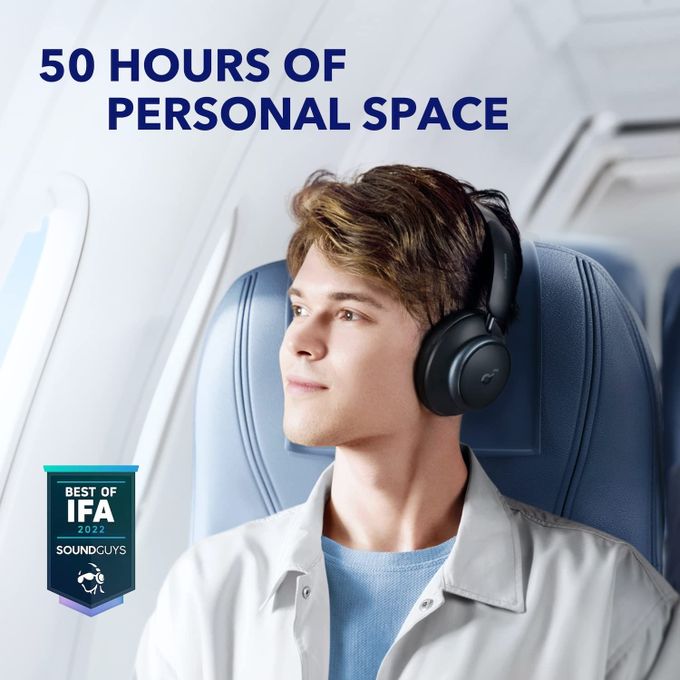 50 HOURS OF
PERSONAL SPACE
BEST OF
IFA
2022
SOUNDGUYS